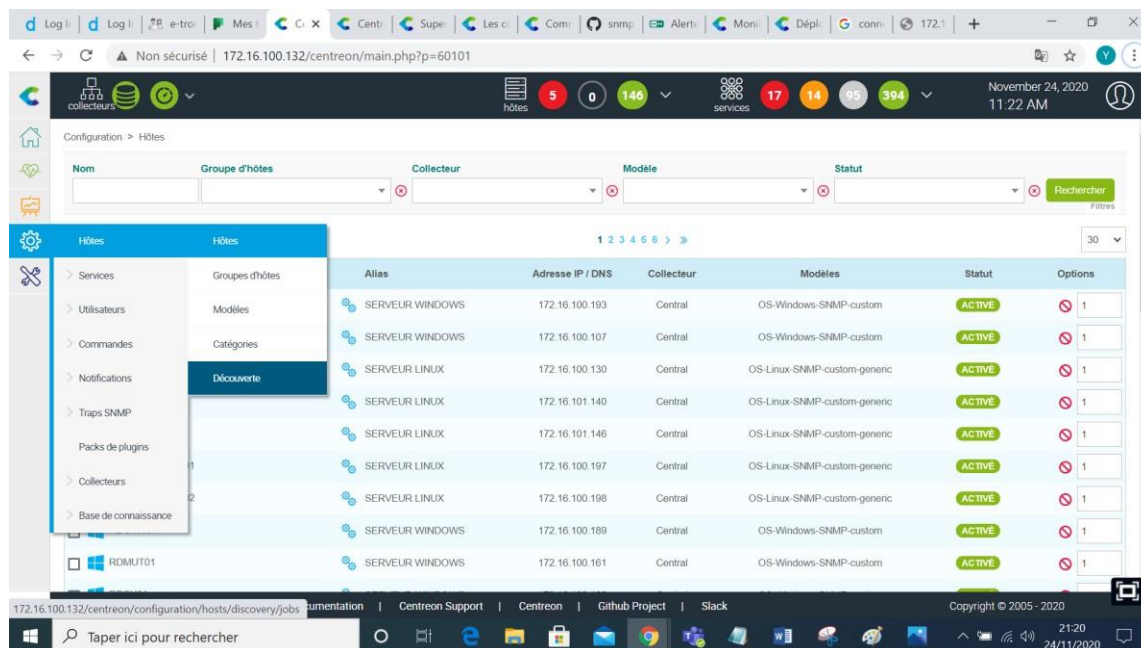 Log I
Log I
e-tro
Mes t
Ce
Centr
Super
Les co
Comm
snmp
Alerte
Moni
Déplo
conn
172.1
Non sécurisé
172.16.100.132/centreon/main.php?p=60101
Y
collecteurs
hôtes
5
0
146
services
17
14
95
394
November 24, 2020
11:22 AM
Configuration > Hôtes
Nom
Groupe d'hôtes
Collecteur
Modèle
Statut
Rechercher
Filtres
Hôtes
Hôtes
1 2 3 4 5 6
30
Services
Groupes d'hôtes
Utilisateurs
Modèles
Commandes
Catégories
Notifications
Découverte
Traps SNMP
Packs de plugins
Collecteurs
Base de connaissance
Alias Adresse IP / DNS Collecteur Modèles Statut Options
SERVEUR WINDOWS 172.16.100.193 Central OS-Windows-SNMP-custom ACTIVÉ 1
SERVEUR WINDOWS 172.16.100.107 Central OS-Windows-SNMP-custom ACTIVÉ 1
SERVEUR LINUX 172.16.100.130 Central OS-Linux-SNMP-custom-generic ACTIVÉ 1
SERVEUR LINUX 172.16.101.140 Central OS-Linux-SNMP-custom-generic ACTIVÉ 1
SERVEUR LINUX 172.16.101.146 Central OS-Linux-SNMP-custom-generic ACTIVÉ 1
SERVEUR LINUX 172.16.100.197 Central OS-Linux-SNMP-custom-generic ACTIVÉ 1
SERVEUR LINUX 172.16.100.198 Central OS-Linux-SNMP-custom-generic ACTIVÉ 1
SERVEUR WINDOWS 172.16.100.189 Central OS-Windows-SNMP-custom ACTIVÉ 1
RDMUT01 SERVEUR WINDOWS 172.16.100.161 Central OS-Windows-SNMP-custom ACTIVÉ 1
172.16.100.132/centreon/configuration/hosts/discovery/jobs
umentation | Centreon Support | Centreon | Github Project | Slack
Copyright © 2005 - 2020
Taper ici pour rechercher
21:20
24/11/2020